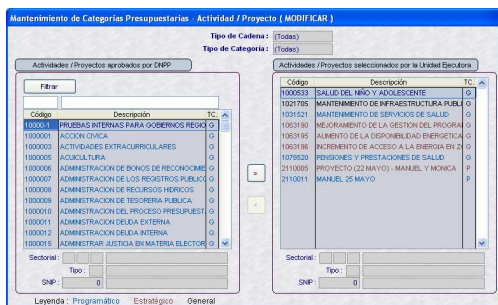 Mantenimiento de Categorías Presupuestarias - Actividad / Proyecto ( MODIFICAR )
Tipo de Cadena : (Todas)
Tipo de Categoría : (Todas)
Actividades / Proyectos aprobados por DNPP
Filtrar
Código Descripción TC.
10000-1 PRUEBAS INTERNAS PARA GOBIERNOS REGIO G
1000001 ACCION CIVICA G
1000003 ACTIVIDADES EXTRACURRICULARES G
1000005 ACUICULTURA G
1000006 ADMINISTRACION DE BONOS DE RECONOCIMIE G
1000007 ADMINISTRACION DE LOS REGISTROS PUBLICO G
1000008 ADMINISTRACION DE RECURSOS HIDRICOS G
1000009 ADMINISTRACION DE TESORERIA PUBLICA G
1000010 ADMINISTRACION DEL PROCESO PRESUPUEST. G
1000011 ADMINISTRACION DEUDA EXTERNA G
1000012 ADMINISTRACION DEUDA INTERNA G
1000015 ADMINISTRAR JUSTICIA EN MATERIA ELECTOR G
Sectorial :
Tipo :
SNIP : 0
»
«
Actividades / Proyectos seleccionados por la Unidad Ejecutora
Código Descripción TC.
1000533 SALUD DEL NIÑO Y ADOLESCENTE G
1021705 MANTENIMIENTO DE INFRAESTRUCTURA PUBLI G
1031521 MANTENIMIENTO DE SERVICIOS DE SALUD G
1063190 MEJORAMIENTO DE LA GESTION DEL PROGRAI G
1063195 AUMENTO DE LA DISPONIBILIDAD ENERGETICA G
1063196 INCREMENTO DE ACCESO A LA ENERGIA EN Z( G
1078520 PENSIONES Y PRESTACIONES DE SALUD G
2110005 PROYECTO (22 MAYO) - MANUEL Y MONICA P
2110011 MANUEL 25 MAYO P
Sectorial :
Tipo :
SNIP : 0
Leyenda : Programático Estratégico General